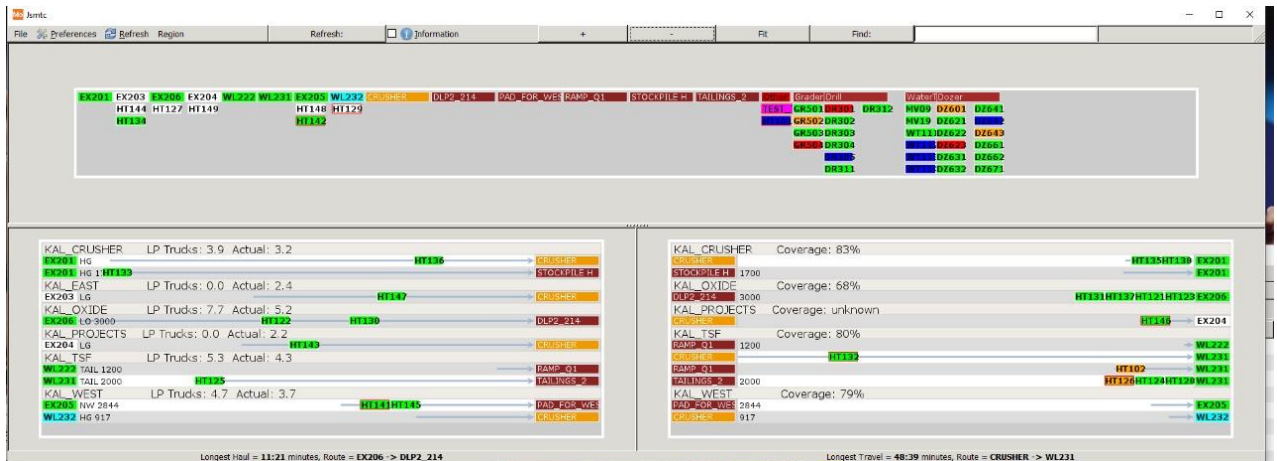 Jsmtc
File Preferences Refresh Region Refresh: Information + - Fit Find:
EX201 EX203 EX206 EX204 WL222 WL231 EX205 WL232 CRUSHER DLP2_214 PAD_FOR_WES RAMP_Q1 STOCKPILE H TAILINGS_2 Grader Drill WaterT Dozer
HT144 HT127 HT149 HT148 HT129 TEST_ GR501 DR301 DR312 MV09 DZ601 DZ641
HT134 HT142 GR502 DR302 MV19 DZ621
GR503 DR303 WT113 DZ622 DZ643
GR504 DR304 DZ623 DZ661
DZ631 DZ662
DR311 DZ632 DZ671
KAL_CRUSHER LP Trucks: 3.9 Actual: 3.2
EX201 HG HT136 CRUSHER
EX201 HG HT133 STOCKPILE H
KAL_EAST LP Trucks: 0.0 Actual: 2.4
EX203 LG HT147 CRUSHER
KAL_OXIDE LP Trucks: 7.7 Actual: 5.2
EX206 LO 3000 HT122 HT130 DLP2_214
KAL_PROJECTS LP Trucks: 0.0 Actual: 2.2
EX204 LG HT143 CRUSHER
KAL_TSF LP Trucks: 5.3 Actual: 4.3
WL222 TAIL 1200 RAMP_Q1
WL231 TAIL 2000 HT125 TAILINGS_2
KAL_WEST LP Trucks: 4.7 Actual: 3.7
EX205 NW 2844 HT141 HT145 PAD_FOR_WES
WL232 HG 917 CRUSHER
Longest Haul = 11:21 minutes, Route = EX206 -> DLP2_214
KAL_CRUSHER Coverage: 83%
CRUSHER HT135 HT138 EX201
STOCKPILE H 1700 EX201
KAL_OXIDE Coverage: 68%
DLP2_214 3000 HT131 HT137 HT121 HT123 EX206
KAL_PROJECTS Coverage: unknown
CRUSHER HT146 EX204
KAL_TSF Coverage: 80%
RAMP_Q1 1200 WL222
CRUSHER HT132 WL231
RAMP_Q1 HT102 WL231
TAILINGS_2 2000 HT126 HT124 HT128 WL231
KAL_WEST Coverage: 79%
PAD_FOR_WES 2844 EX205
CRUSHER 917 WL232
Longest Travel = 48:39 minutes, Route = CRUSHER -> WL231